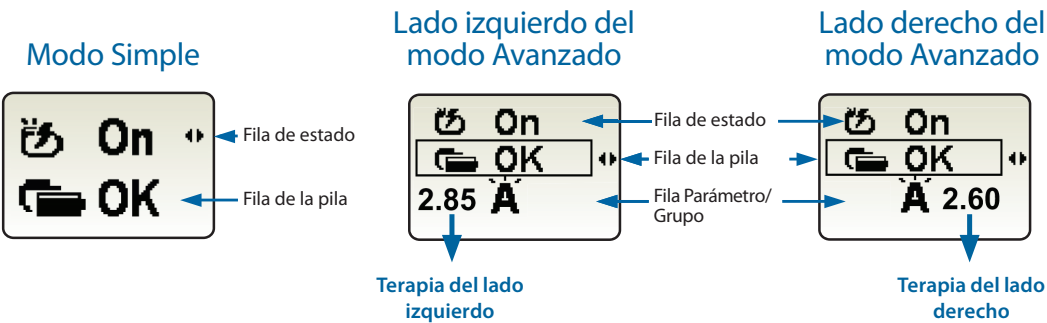 Modo Simple
On
OK
Fila de estado
Fila de la pila
Lado izquierdo del
modo Avanzado
On
OK
2.85 A
Fila de estado
Fila de la pila
Fila Parámetro/
Grupo
Terapia del lado
izquierdo
Lado derecho del
modo Avanzado
On
OK
A 2.60
Terapia del lado
derecho